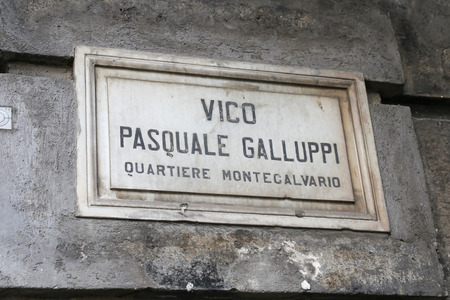 VICO
PASQUALE GALLUPPI
QUARTIERE MONTECALVARIO